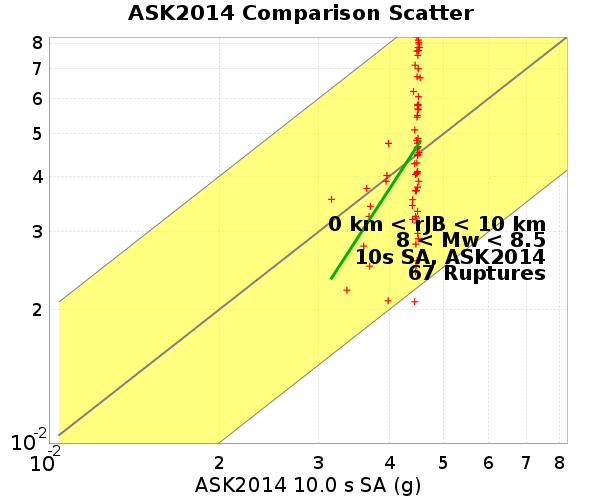 ASK2014 Comparison Scatter
8
7
6
5
4
3
2
10-2
0 km < rJB < 10 km
8 < Mw < 8.5
10s SA, ASK2014
67 Ruptures
10-2 2 3 4 5 6 7 8
ASK2014 10.0 s SA (g)